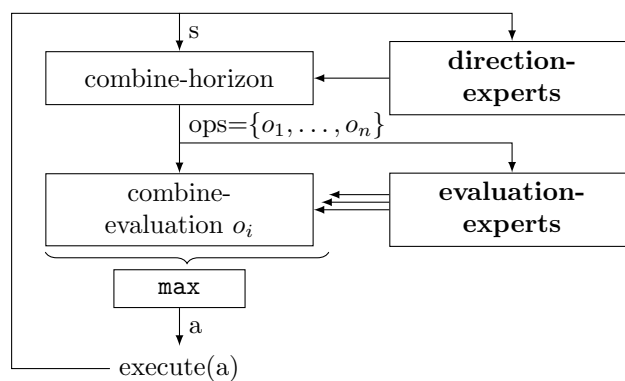 s
combine-horizon
direction-
experts
ops={o₁,...,oₙ}
combine-
evaluation oᵢ
evaluation-
experts
max
a
execute(a)